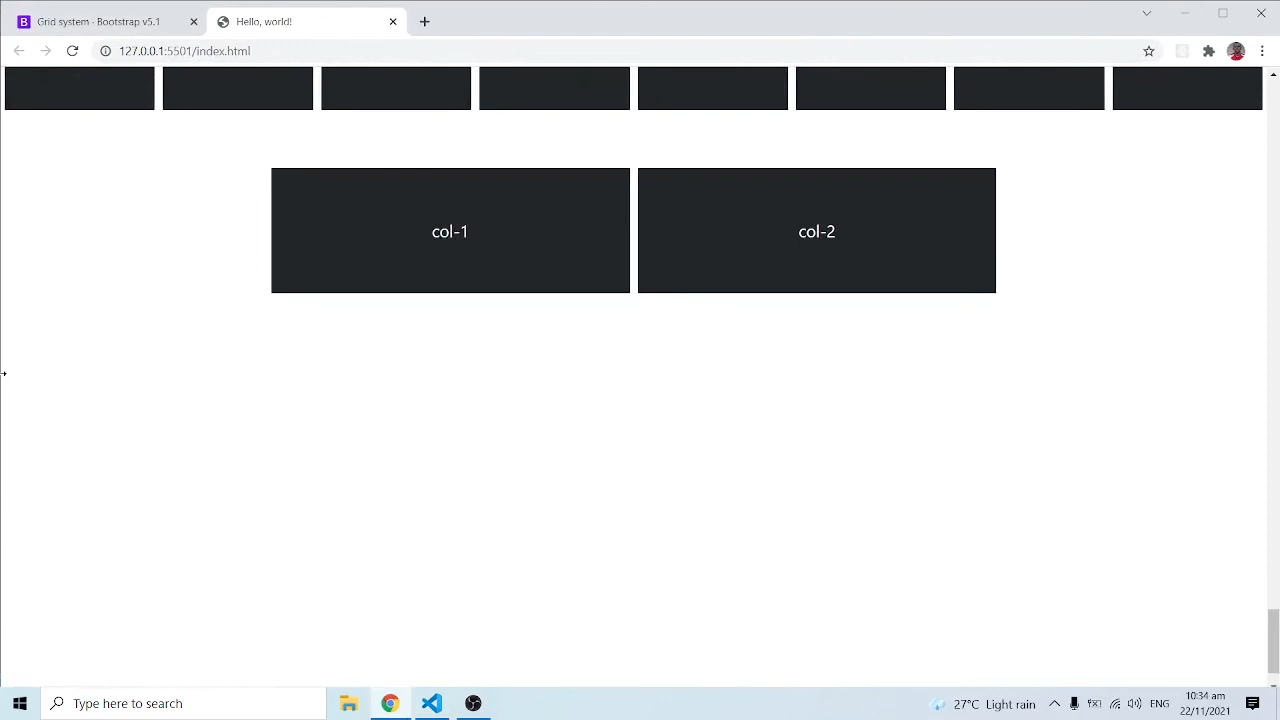 B Grid system - Bootstrap v5.1
Hello, world!
127.0.0.1:5501/index.html
col-1
col-2
Type here to search
27°C Light rain
ENG
10:34 am
22/11/2021